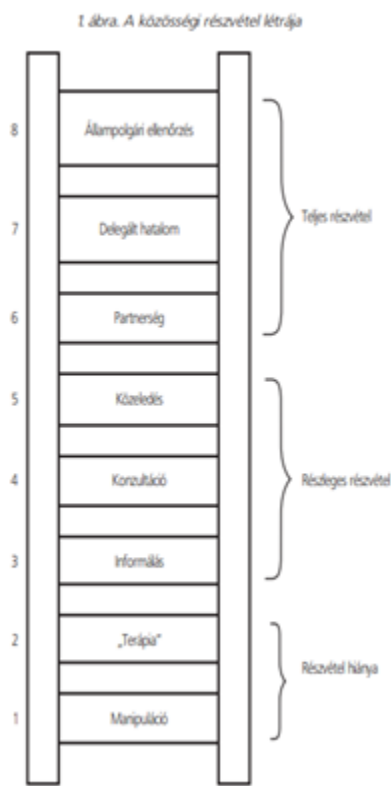 1. ábra. A közösségi részvétel létrája
8 Állampolgári ellenőrzés
7 Delegált hatalom
Teljes részvétel
6 Partnerség
5 Közeledés
4 Konzultáció
Részleges részvétel
3 Informálás
2 „Terápia”
Részvétel hiánya
1 Manipuláció